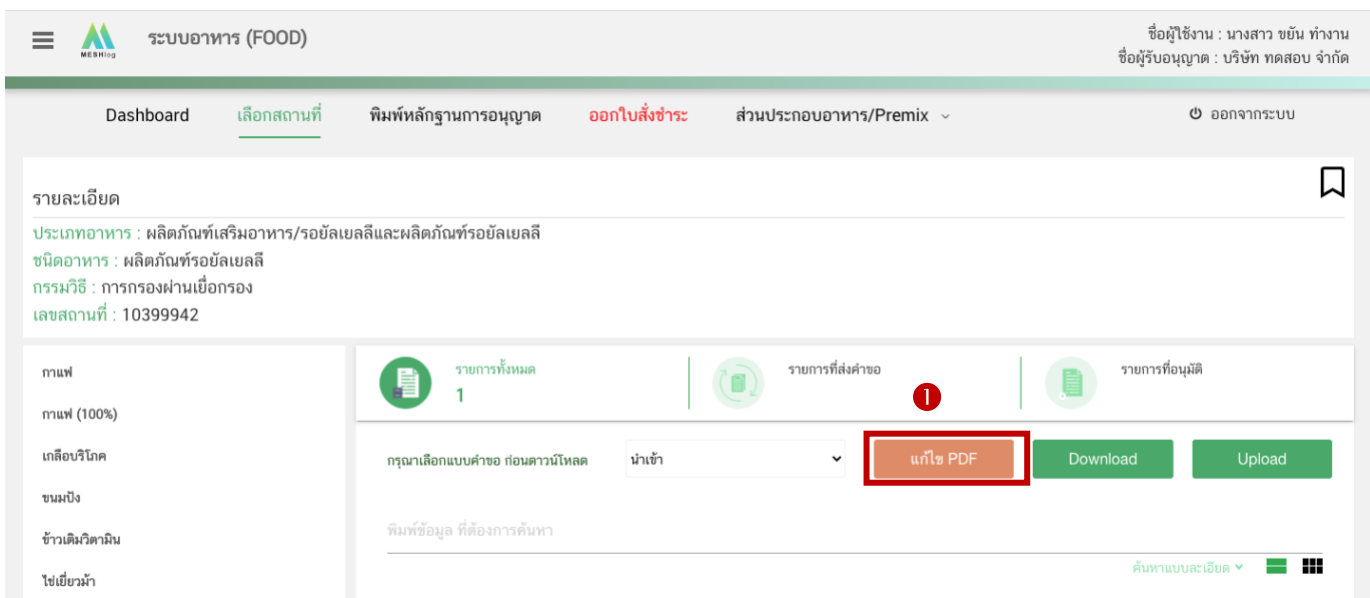 ระบบอาหาร (FOOD)
MESHlog
ชื่อผู้ใช้งาน : นางสาว ขยัน ทำงาน
ชื่อผู้รับอนุญาต : บริษัท ทดสอบ จำกัด
Dashboard เลือกสถานที่ พิมพ์หลักฐานการอนุญาต ออกใบสั่งชำระ ส่วนประกอบอาหาร/Premix ออกจากระบบ
รายละเอียด
ประเภทอาหาร : ผลิตภัณฑ์เสริมอาหาร/รอยัลเยลลีและผลิตภัณฑ์รอยัลเยลลี
ชนิดอาหาร : ผลิตภัณฑ์รอยัลเยลลี
กรรมวิธี : การกรองผ่านเยื่อกรอง
เลขสถานที่ : 10399942
กาแฟ
กาแฟ (100%)
เกลือบริโภค
ขนมปัง
ข้าวเติมวิตามิน
ไข่เยี่ยวม้า
รายการทั้งหมด
1
รายการที่ส่งคำขอ
รายการที่อนุมัติ
1
กรุณาเลือกแบบคำขอ ก่อนดาวน์โหลด นำเข้า แก้ไข PDF Download Upload
พิมพ์ข้อมูล ที่ต้องการค้นหา
ค้นหาแบบละเอียด